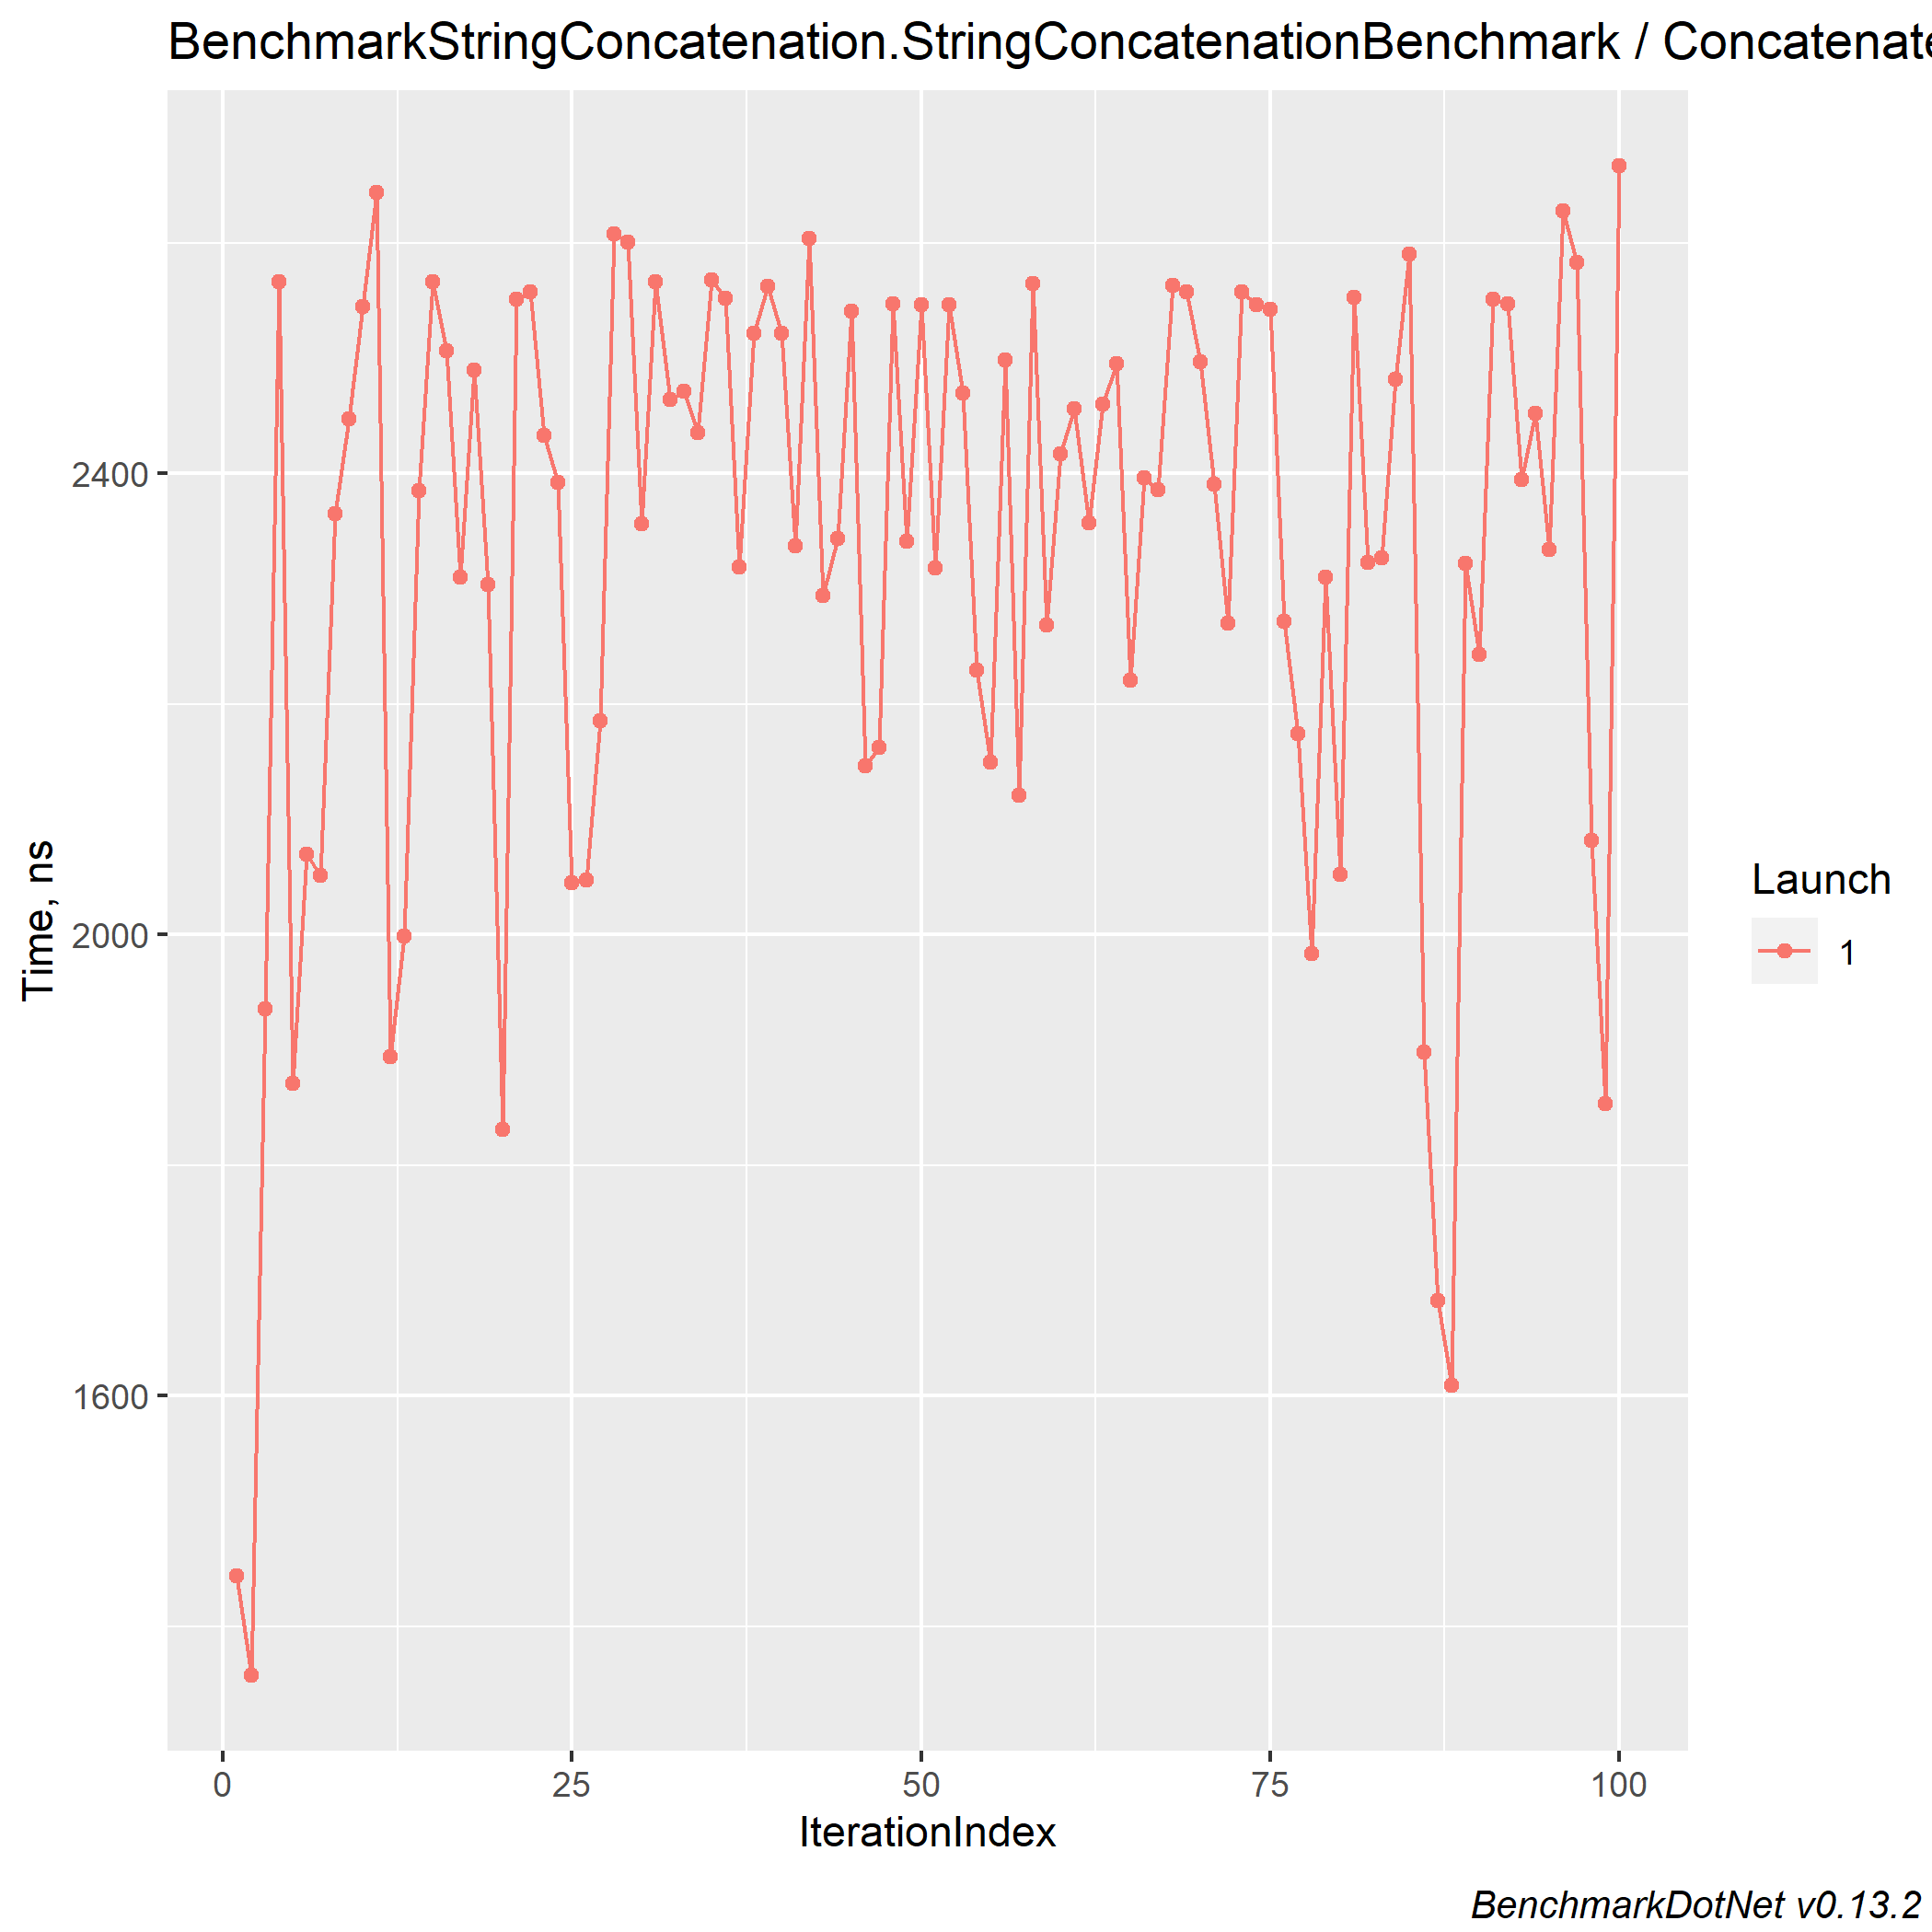 BenchmarkStringConcatenation.StringConcatenationBenchmark / Concatenate
2400
2000
1600
Time, ns
0 25 50 75 100
IterationIndex
Launch
1
BenchmarkDotNet v0.13.2